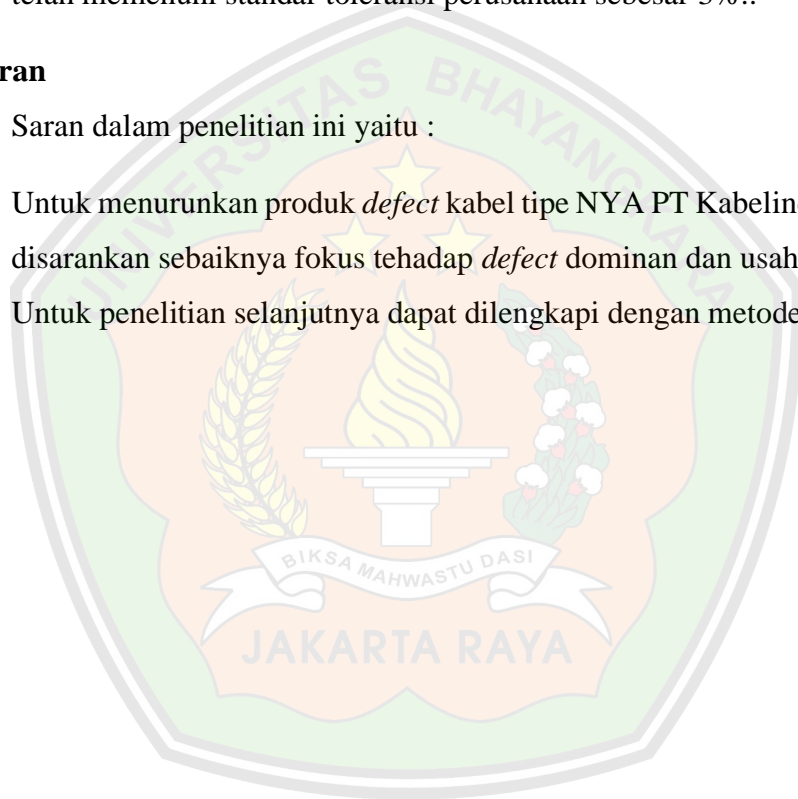 telah memenuhi standar toleransi perusahaan sebesar 3%..
ran
Saran dalam penelitian ini yaitu :
Untuk menurunkan produk defect kabel tipe NYA PT Kabelin
disarankan sebaiknya fokus tehadap defect dominan dan usah
Untuk penelitian selanjutnya dapat dilengkapi dengan metode
UNIVERSITAS BHAYANGKARA
BIKSA MAHWASTU DASI
JAKARTA RAYA